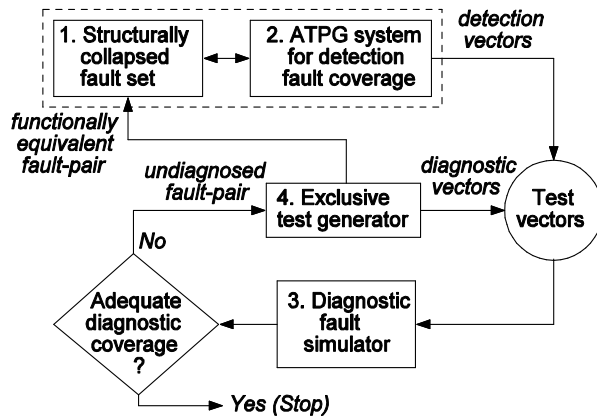 1. Structurally
collapsed
fault set
2. ATPG system
for detection
fault coverage
detection
vectors
functionally
equivalent
fault-pair
undiagnosed
fault-pair
4. Exclusive
test generator
diagnostic
vectors
Test
vectors
No
Adequate
diagnostic
coverage
?
3. Diagnostic
fault
simulator
Yes (Stop)